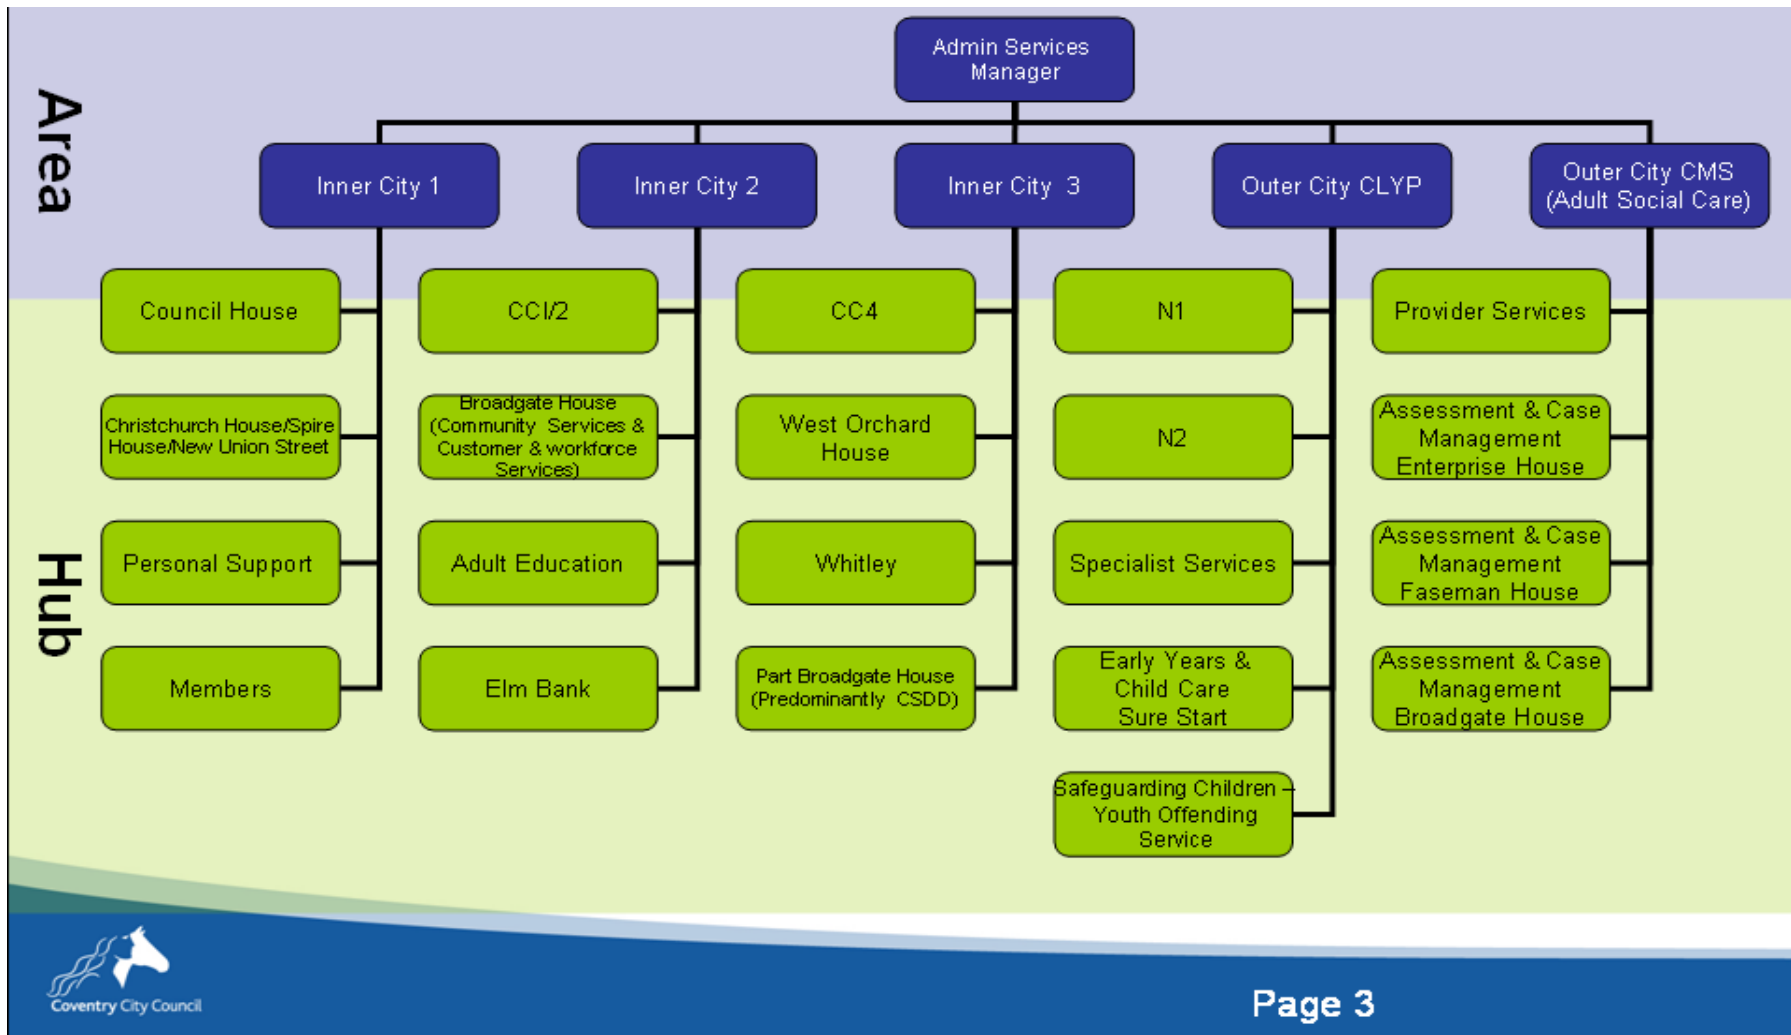 Area
Hub
Admin Services
Manager
Inner City 1
Inner City 2
Inner City 3
Outer City CLYP
Outer City CMS
(Adult Social Care)
Council House
Christchurch House/Spire
House/New Union Street
Personal Support
Members
CCI/2
Broadgate House
(Community Services &
Customer & workforce
Services)
Adult Education
Elm Bank
CC4
West Orchard
House
Whitley
Part Broadgate House
(Predominantly CSDD)
N1
N2
Specialist Services
Early Years &
Child Care
Sure Start
Safeguarding Children –
Youth Offending
Service
Provider Services
Assessment & Case
Management
Enterprise House
Assessment & Case
Management
Faseman House
Assessment & Case
Management
Broadgate House
Coventry City Council
Page 3